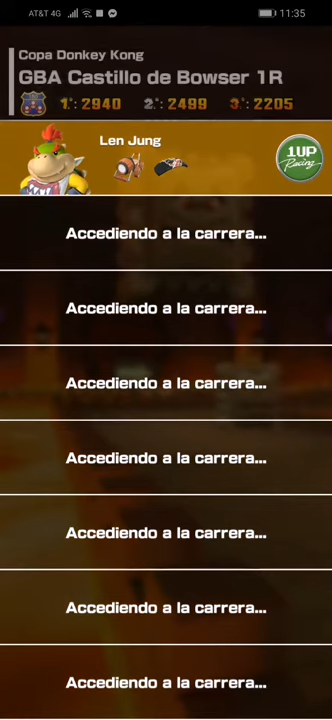 AT&T 4G
11:35
Copa Donkey Kong
GBA Castillo de Bowser 1R
1.º: 2940 2.º: 2499 3.º: 2205
Len Jung
1UP
Racing
Accediendo a la carrera...
Accediendo a la carrera...
Accediendo a la carrera...
Accediendo a la carrera...
Accediendo a la carrera...
Accediendo a la carrera...
Accediendo a la carrera...